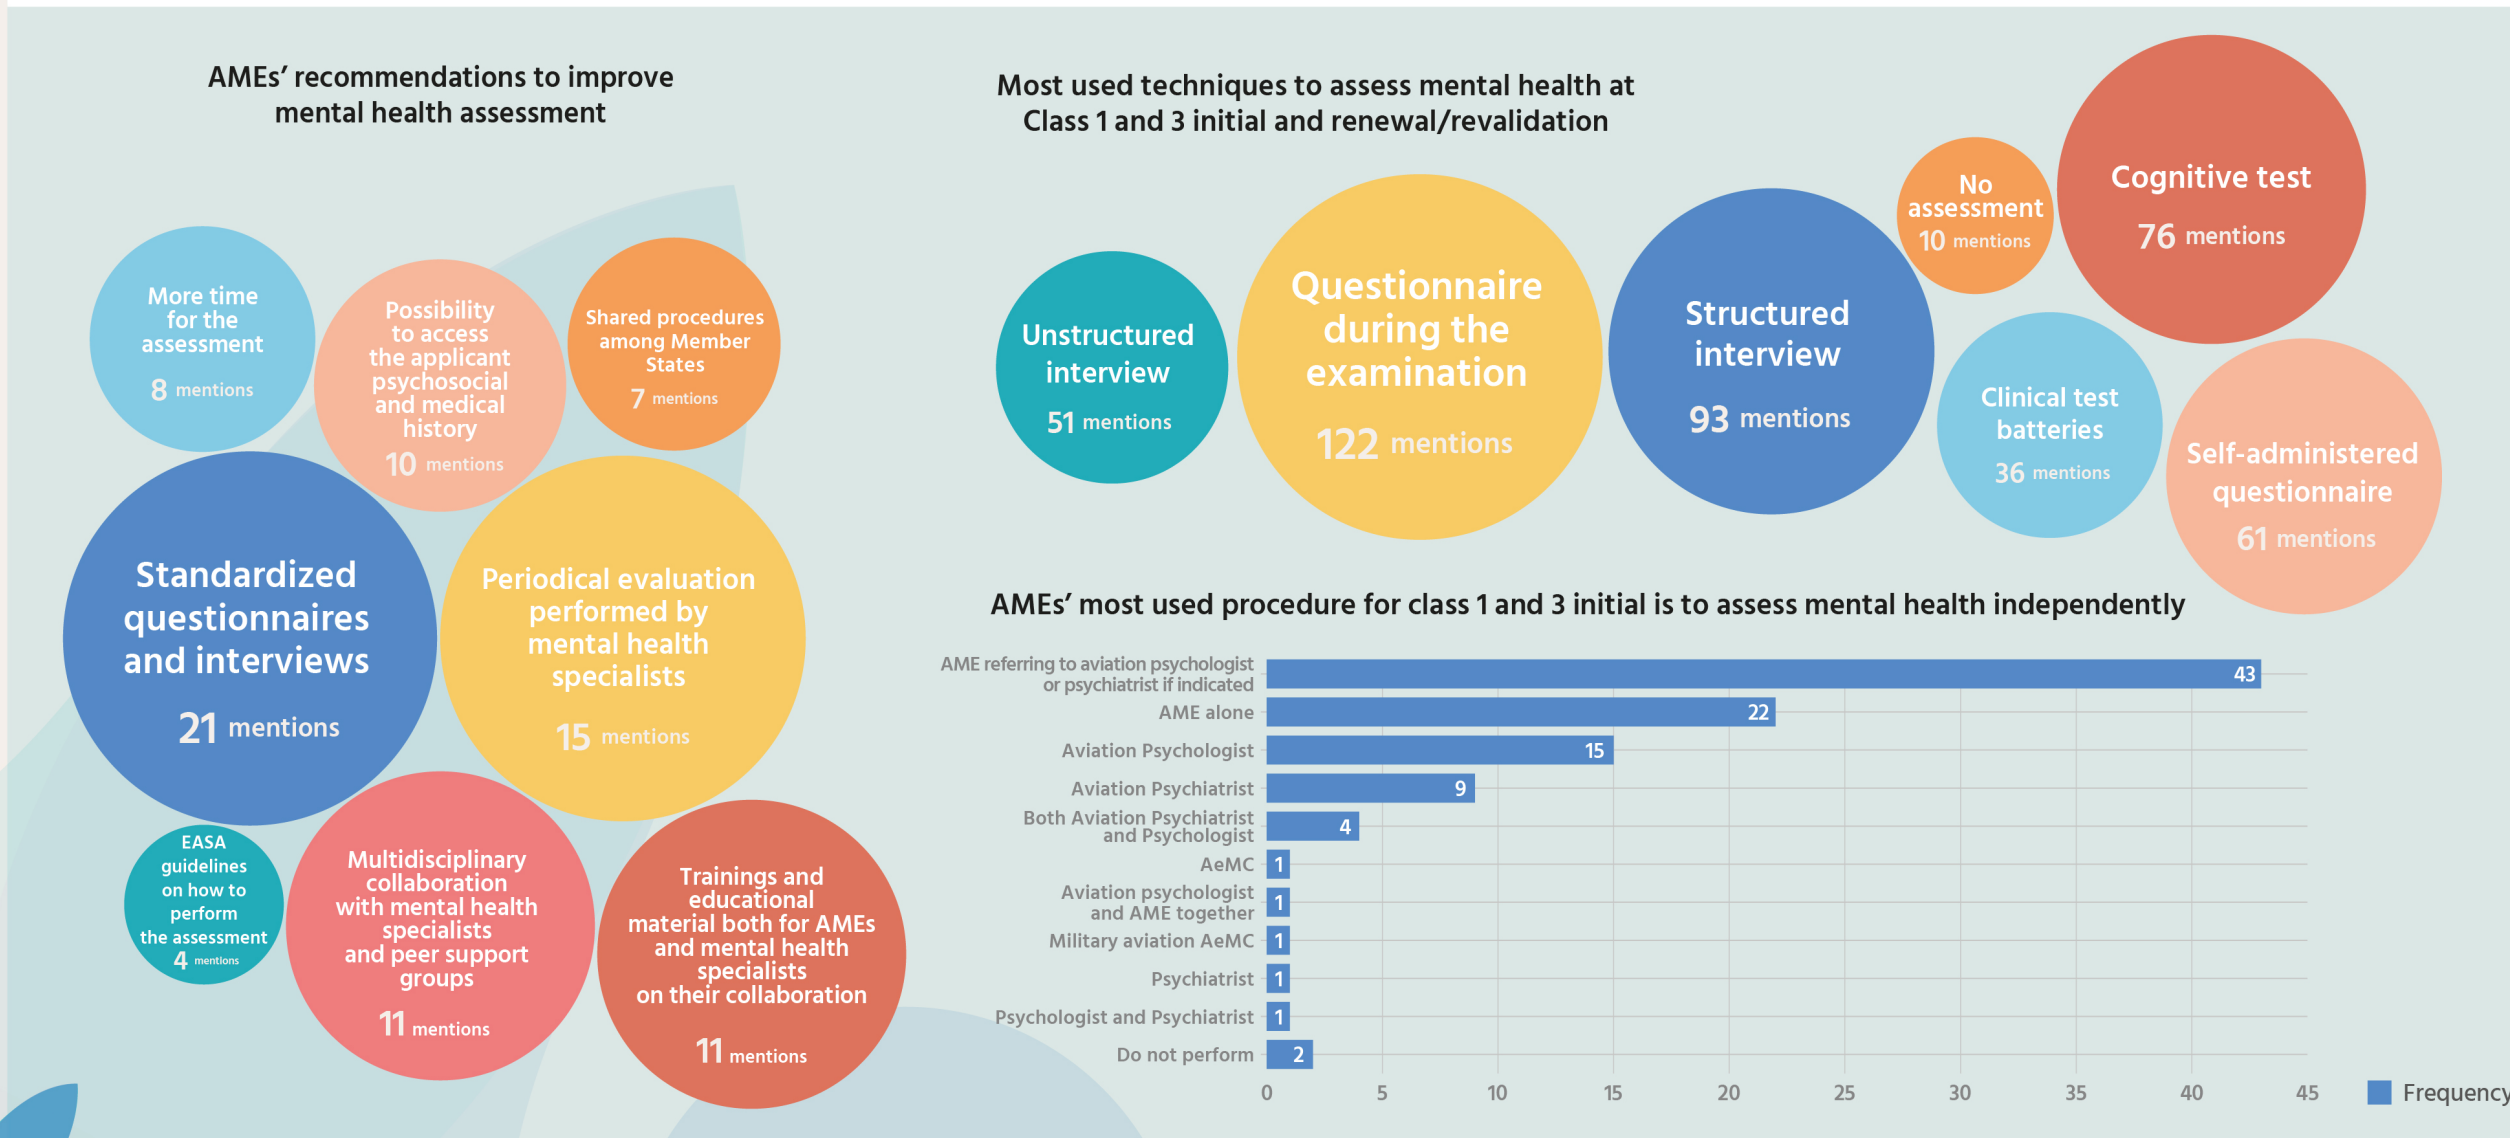 AMEs’ recommendations to improve
mental health assessment
More time
for the
assessment
8 mentions
Possibility
to access
the applicant
psychosocial
and medical
history
10 mentions
Shared procedures
among Member
States
7 mentions
Standardized
questionnaires
and interviews
21 mentions
Periodical evaluation
performed by
mental health
specialists
15 mentions
EASA
guidelines
on how to
perform
the assessment
4 mentions
Multidisciplinary
collaboration
with mental health
specialists
and peer support
groups
11 mentions
Trainings and
educational
material both for AMEs
and mental health
specialists
on their collaboration
11 mentions
Most used techniques to assess mental health at
Class 1 and 3 initial and renewal/revalidation
Unstructured
interview
51 mentions
Questionnaire
during the
examination
122 mentions
Structured
interview
93 mentions
No
assessment
10 mentions
Cognitive test
76 mentions
Clinical test
batteries
36 mentions
Self-administered
questionnaire
61 mentions
AMEs’ most used procedure for class 1 and 3 initial is to assess mental health independently
AME referring to aviation psychologist
or psychiatrist if indicated
43
AME alone
22
Aviation Psychologist
15
Aviation Psychiatrist
9
Both Aviation Psychiatrist
and Psychologist
4
AeMC
1
Aviation psychologist
and AME together
1
Military aviation AeMC
1
Psychiatrist
1
Psychologist and Psychiatrist
1
Do not perform
2
0 5 10 15 20 25 30 35 40 45
Frequency